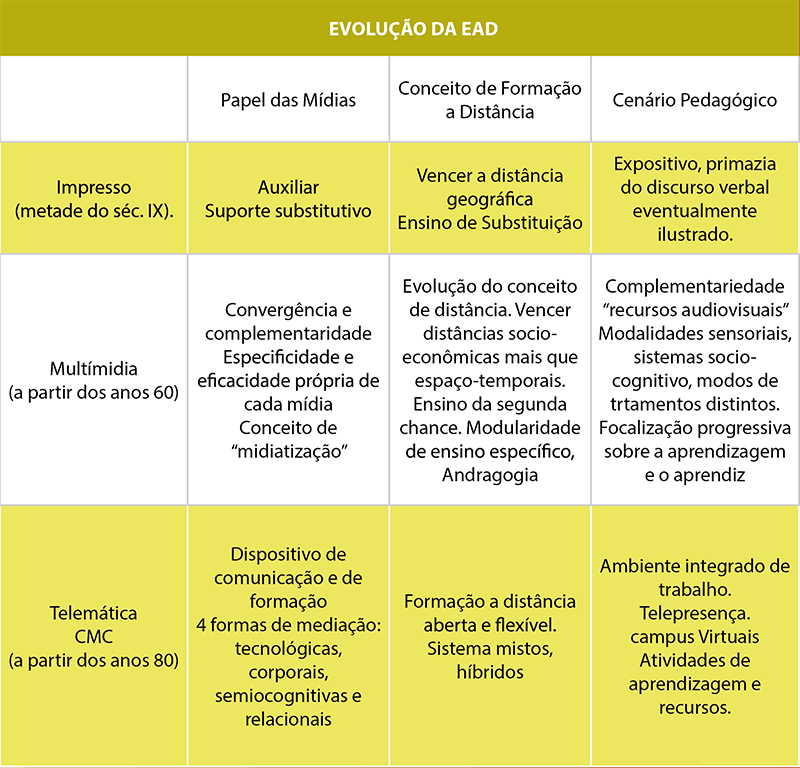 EVOLUÇÃO DA EAD
Papel das Mídias
Conceito de Formação
a Distância
Cenário Pedagógico
Impresso
(metade do séc. IX).
Auxiliar
Suporte substitutivo
Vencer a distância
geográfica
Ensino de Substituição
Expositivo, primazia
do discurso verbal
eventualmente
ilustrado.
Multímidia
(a partir dos anos 60)
Convergência e
complementaridade
Especificidade e
eficacidade própria de
cada mídia
Conceito de
“midiatização”
Evolução do conceito
de distância. Vencer
distâncias socio-
econômicas mais que
espaço-temporais.
Ensino da segunda
chance. Modularidade
de ensino específico,
Andragogia
Complementariedade
“recursos audiovisuais”
Modalidades sensoriais,
sistemas socio-
cognitivo, modos de
trtamentos distintos.
Focalização progressiva
sobre a aprendizagem
e o aprendiz
Telemática
CMC
(a partir dos anos 80)
Dispositivo de
comunicação e de
formação
4 formas de mediação:
tecnológicas,
corporais,
semiocognitivas e
relacionais
Formação a distância
aberta e flexível.
Sistema mistos,
híbridos
Ambiente integrado de
trabalho.
Telepresença.
campus Virtuais
Atividades de
aprendizagem e
recursos.